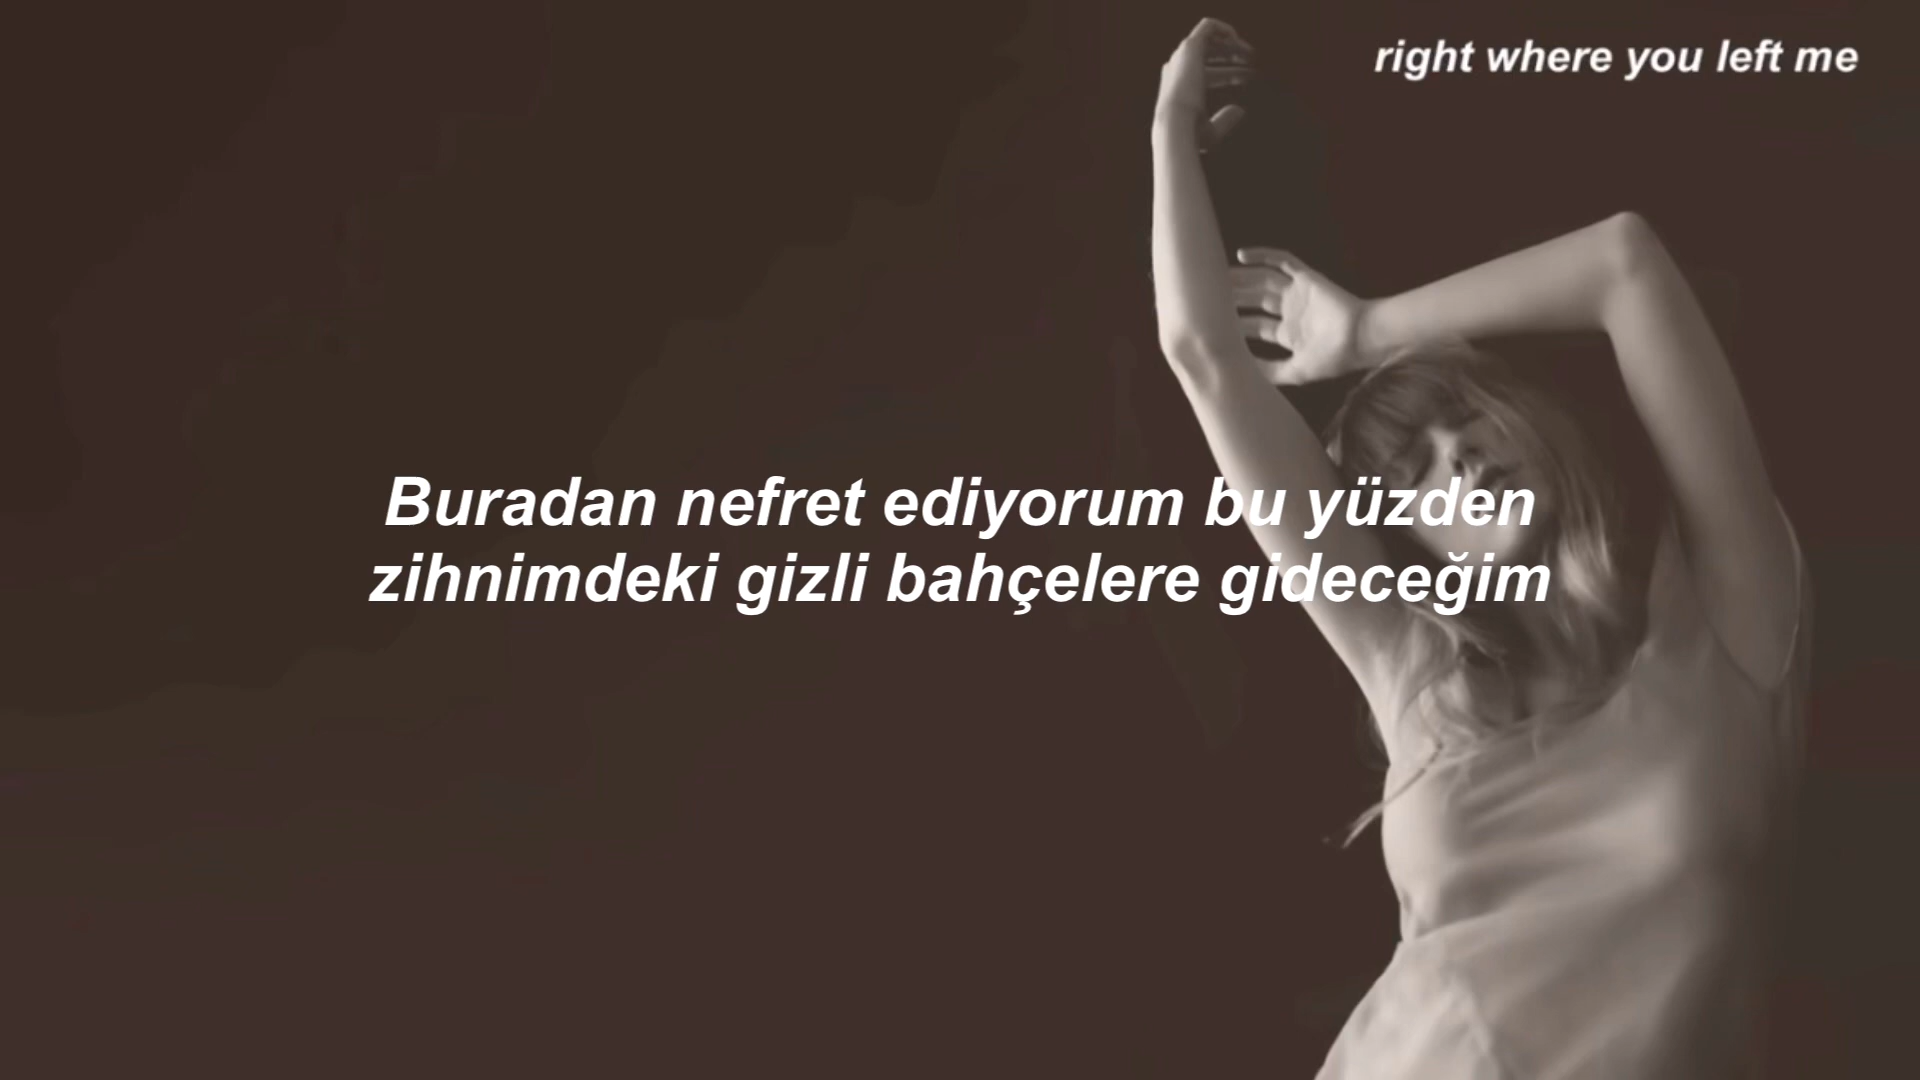 right where you left me
Buradan nefret ediyorum bu yüzden
zihnimdeki gizli bahçelere gideceğim